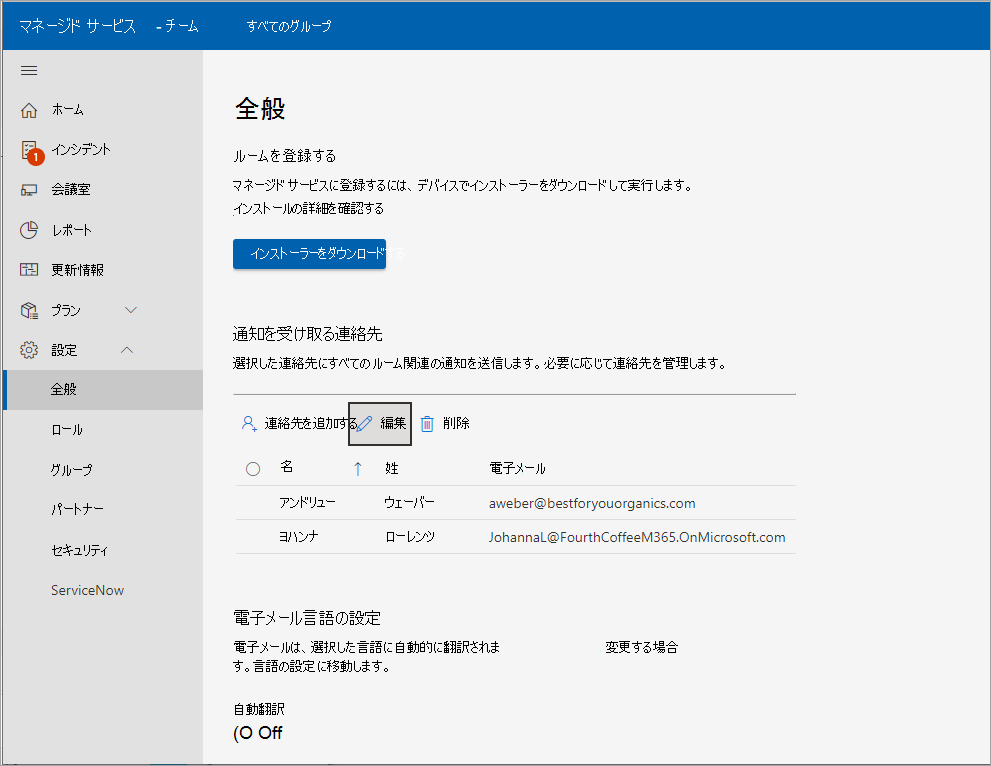 マネージド サービス - チーム すべてのグループ
ホーム
インシデント
1
会議室
レポート
更新情報
プラン
設定
全般
ロール
グループ
パートナー
セキュリティ
ServiceNow
全般
ルームを登録する
マネージド サービスに登録するには、デバイスでインストーラーをダウンロードして実行します。
インストールの詳細を確認する
インストーラーをダウンロードする
通知を受け取る連絡先
選択した連絡先にすべてのルーム関連の通知を送信します。必要に応じて連絡先を管理します。
連絡先を追加する 編集 削除
名 ↑ 姓 電子メール
アンドリュー ウェーバー aweber@bestforyouorganics.com
ヨハンナ ローレンツ JohannaL@FourthCoffeeM365.OnMicrosoft.com
電子メール言語の設定
電子メールは、選択した言語に自動的に翻訳されま 変更する場合
す。言語の設定に移動します。
自動翻訳
(O Off